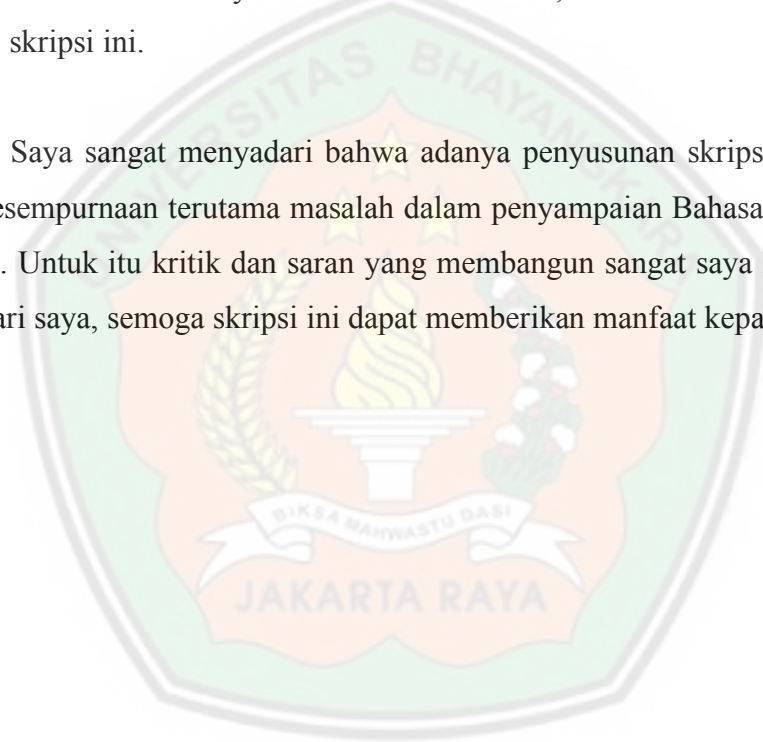 skripsi ini.
Saya sangat menyadari bahwa adanya penyusunan skrips
esempurnaan terutama masalah dalam penyampaian Bahasa
. Untuk itu kritik dan saran yang membangun sangat saya
ari saya, semoga skripsi ini dapat memberikan manfaat kepa
UNIVERSITAS BHAYANGKARA
BIKSA MAHWASTU DASI
JAKARTA RAYA